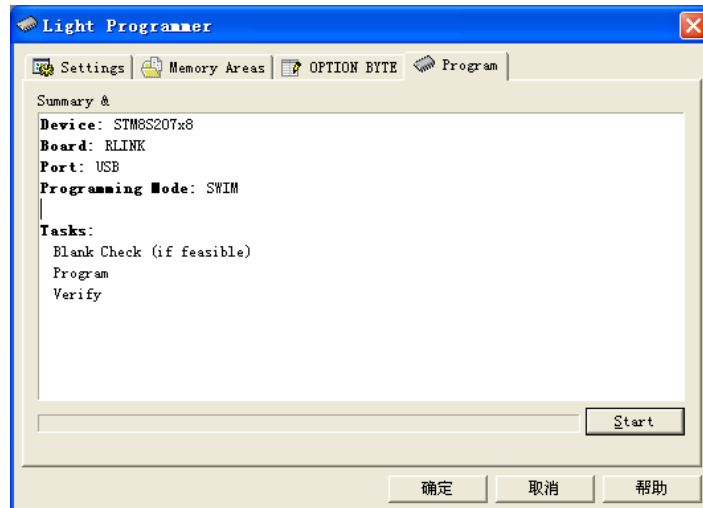 Light Programmer
Settings Memory Areas OPTION BYTE Program
Summary &
Device: STM8S207x8
Board: RLINK
Port: USB
Programming Mode: SWIM
Tasks:
Blank Check (if feasible)
Program
Verify
Start
确定 取消 帮助